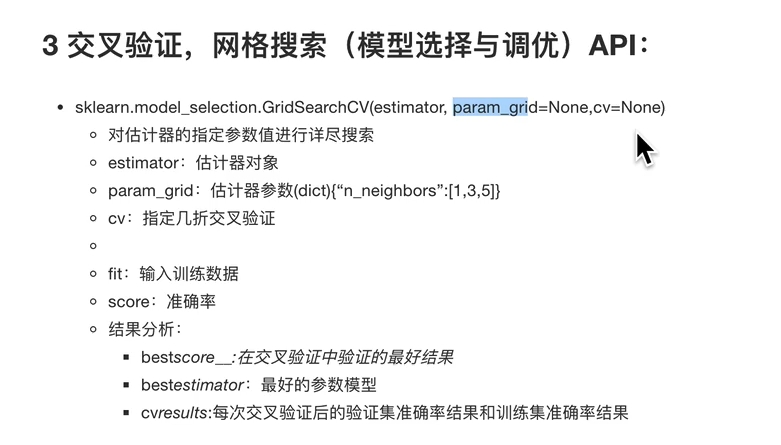 3 交叉验证，网格搜索（模型选择与调优）API：
sklearn.model_selection.GridSearchCV(estimator, param_grid=None,cv=None)
对估计器的指定参数值进行详尽搜索
estimator：估计器对象
param_grid：估计器参数(dict){“n_neighbors”:[1,3,5]}
cv：指定几折交叉验证
fit：输入训练数据
score：准确率
结果分析：
bestscore__:在交叉验证中验证的最好结果
bestestimator：最好的参数模型
cvresults:每次交叉验证后的验证集准确率结果和训练集准确率结果